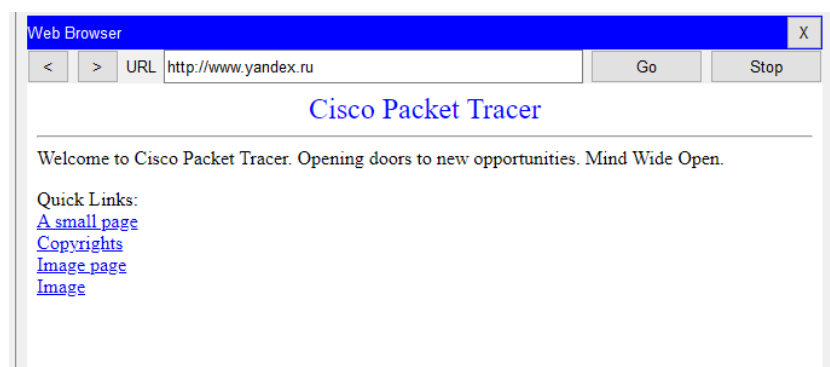 Web Browser X
< > URL http://www.yandex.ru Go Stop
Cisco Packet Tracer
Welcome to Cisco Packet Tracer. Opening doors to new opportunities. Mind Wide Open.
Quick Links:
A small page
Copyrights
Image page
Image